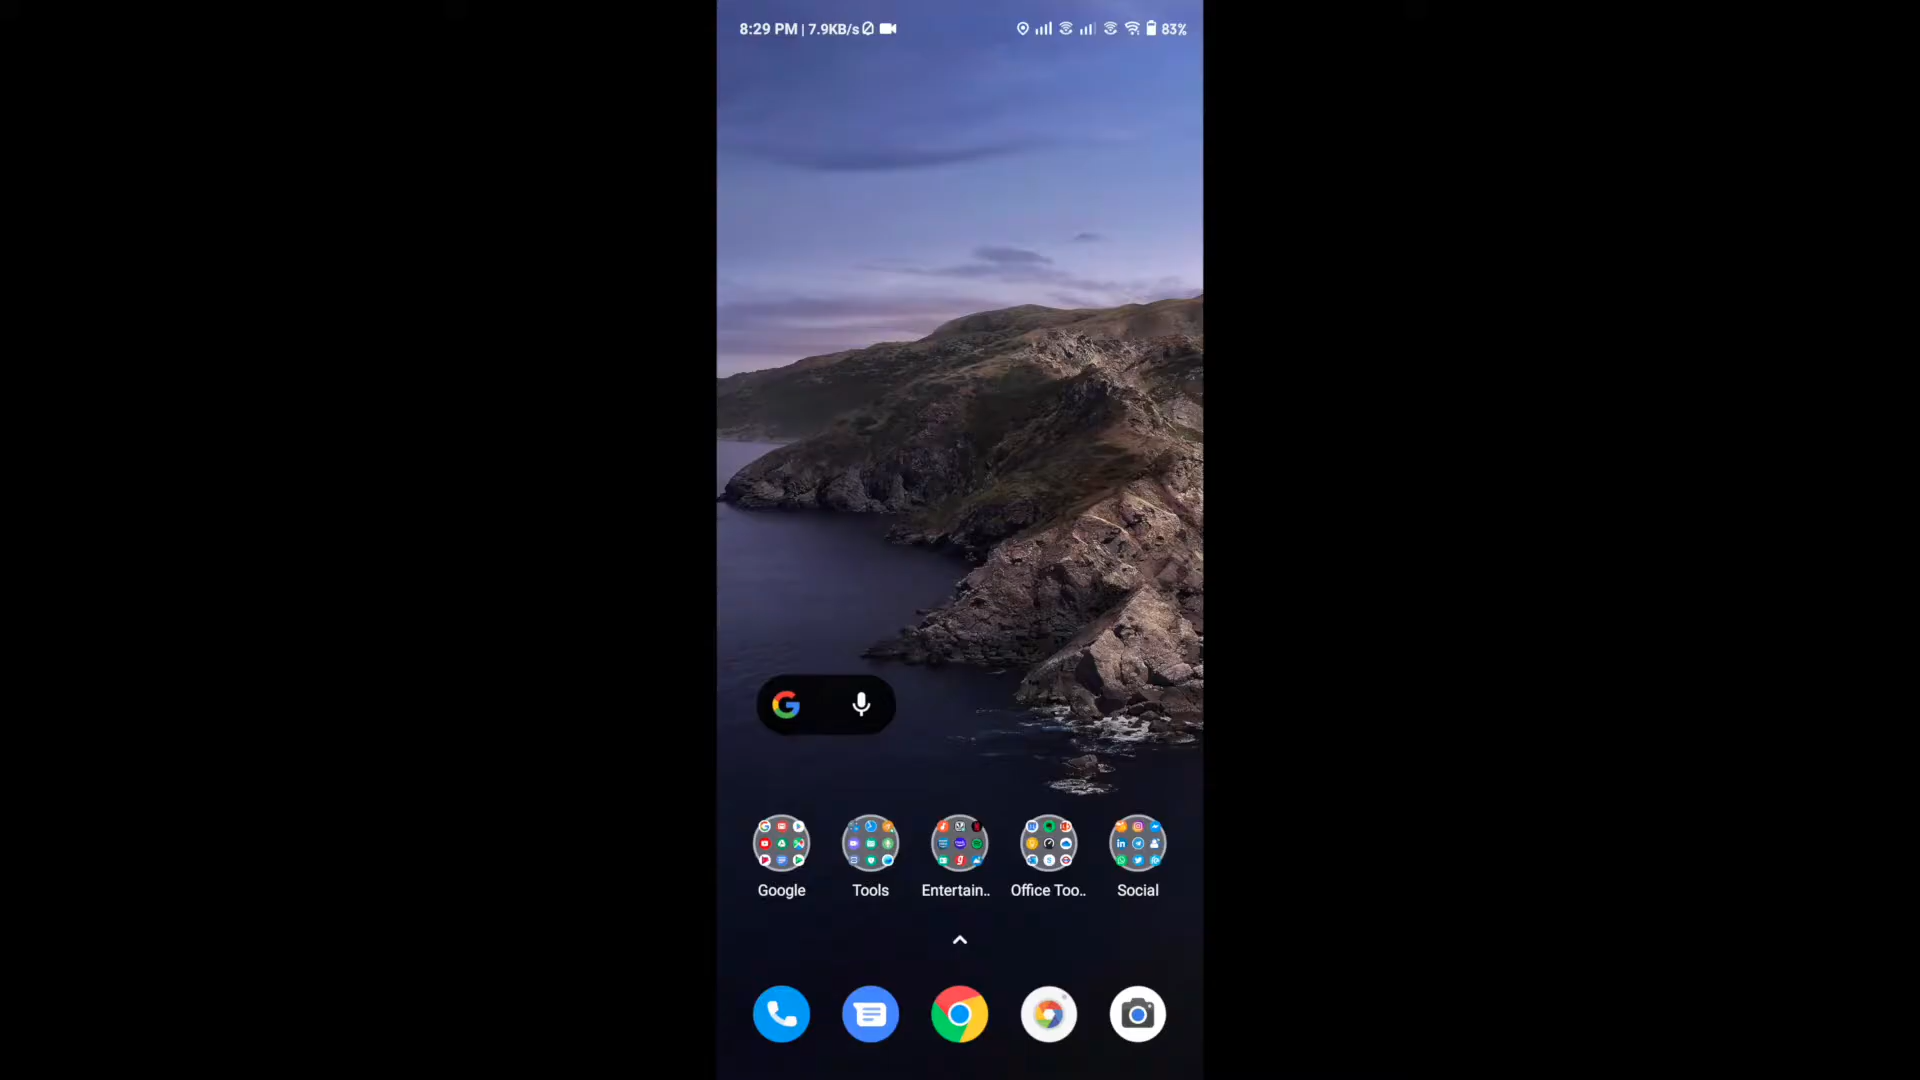 8:29 PM | 7.9KB/s 83%
Google Tools Entertain.. Office Too.. Social